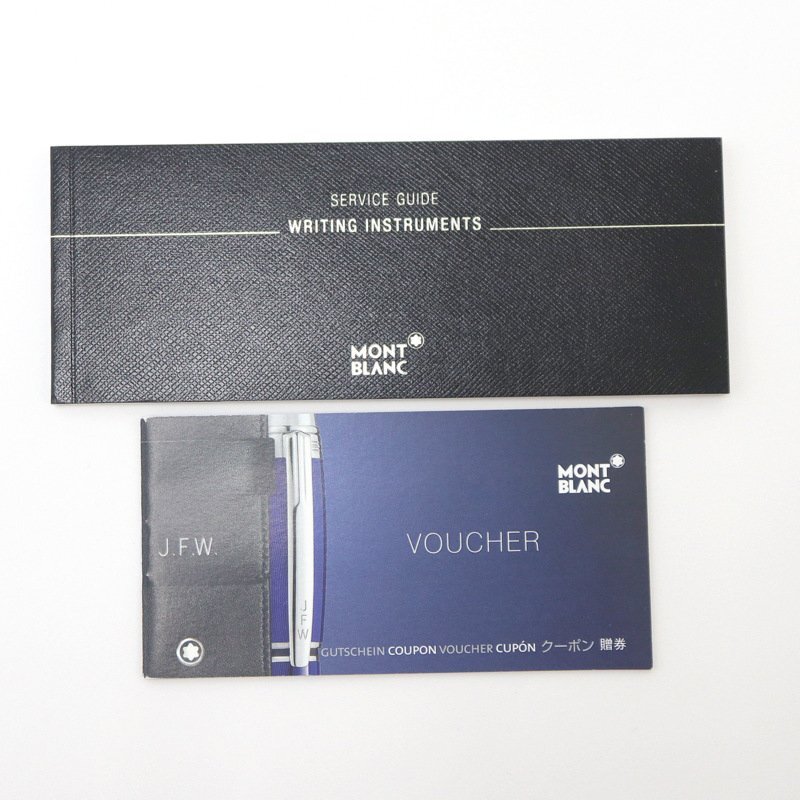 SERVICE GUIDE
WRITING INSTRUMENTS
MONT
BLANC
MONT
BLANC
VOUCHER
J.F.W.
J
F
W
GUTSCHEIN COUPON VOUCHER CUPÓN クーポン 贈券